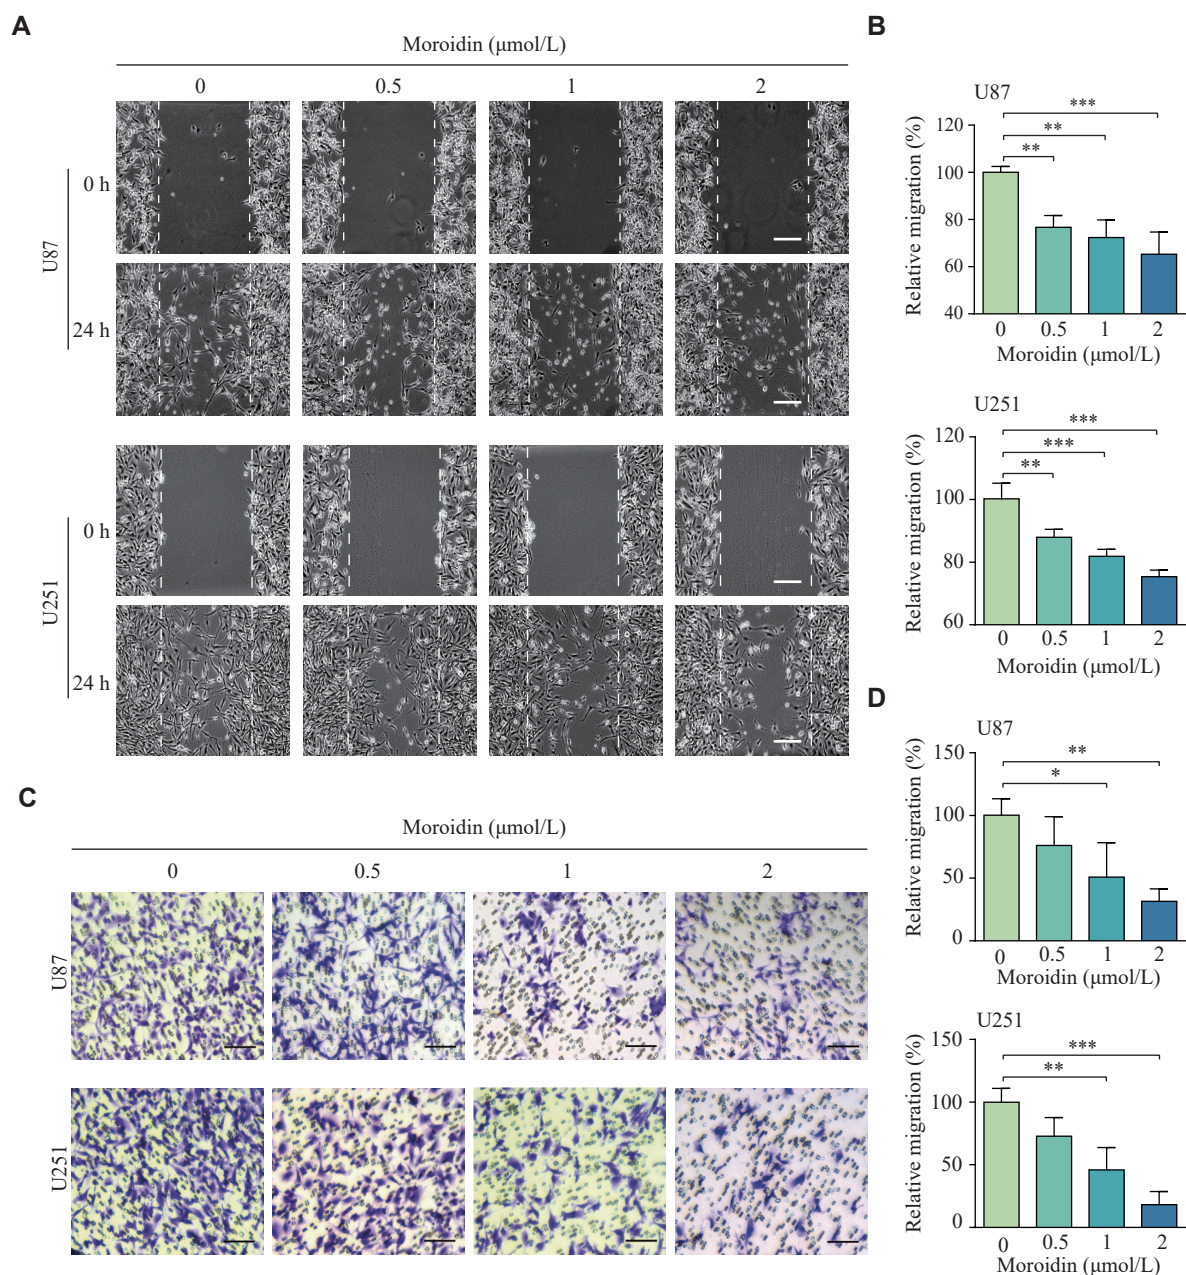 A
Moroidin (μmol/L)
0 0.5 1 2
U87
0 h
24 h
U251
0 h
24 h
B
U87
Relative migration (%)
120
100
80
60
40
***
**
**
0 0.5 1 2
Moroidin (μmol/L)
U251
Relative migration (%)
120
100
80
60
***
***
**
0 0.5 1 2
Moroidin (μmol/L)
C
Moroidin (μmol/L)
0 0.5 1 2
U87
U251
D
U87
Relative migration (%)
150
100
50
0
**
*
0 0.5 1 2
Moroidin (μmol/L)
U251
Relative migration (%)
150
100
50
0
***
**
0 0.5 1 2
Moroidin (μmol/L)